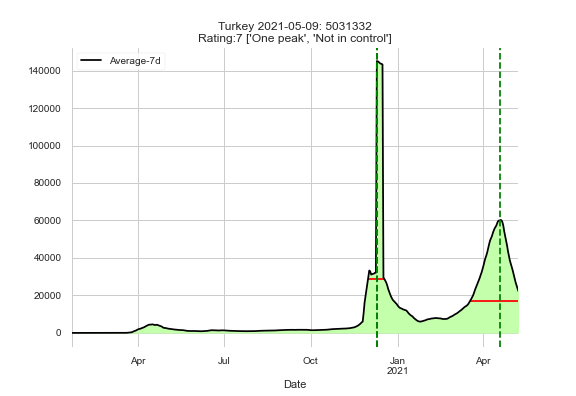 Turkey 2021-05-09: 5031332
Rating:7 ['One peak', 'Not in control']
Average-7d
140000
120000
100000
80000
60000
40000
20000
0
Apr
Jul
Oct
Jan
2021
Apr
Date